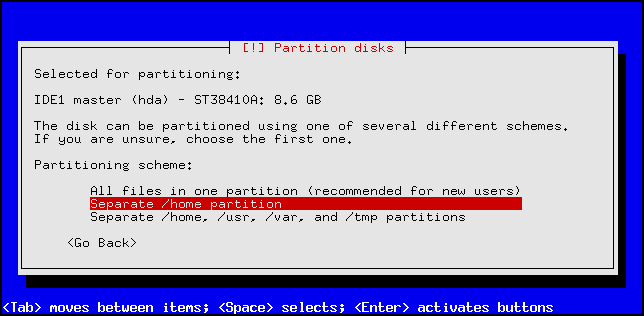 [!] Partition disks
Selected for partitioning:
IDE1 master (hda) - ST38410A: 8.6 GB
The disk can be partitioned using one of several different schemes.
If you are unsure, choose the first one.
Partitioning scheme:
All files in one partition (recommended for new users)
Separate /home partition
Separate /home, /usr, /var, and /tmp partitions
<Go Back>
<Tab> moves between items; <Space> selects; <Enter> activates buttons